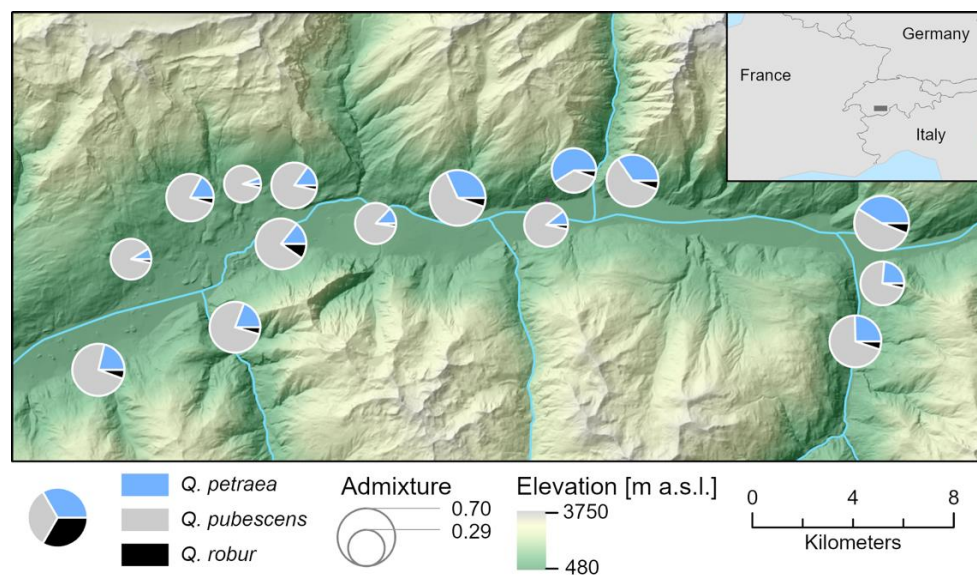 Germany
France
Italy
Q. petraea
Q. pubescens
Q. robur
Admixture
0.70
0.29
Elevation [m a.s.l.]
3750
480
0 4 8
Kilometers